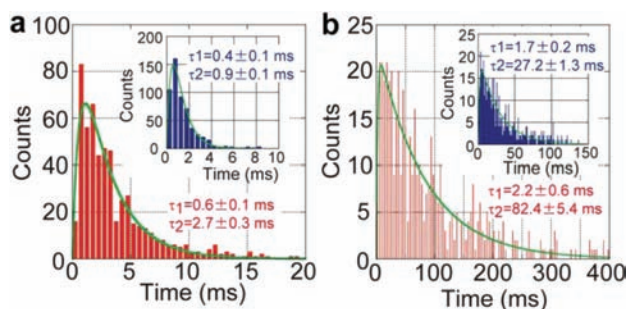 a
b
100
80
60
40
20
0
Counts
0
5
10
15
20
Time (ms)
200
150
100
50
0
Counts
0
2
4
6
8
10
Time (ms)
τ1=0.4±0.1 ms
τ2=0.9±0.1 ms
τ1=0.6±0.1 ms
τ2=2.7±0.3 ms
25
20
15
10
5
0
Counts
0
100
200
300
400
Time (ms)
25
20
15
10
5
0
Counts
0
50
100
150
Time (ms)
τ1=1.7±0.2 ms
τ2=27.2±1.3 ms
τ1=2.2±0.6 ms
τ2=82.4±5.4 ms